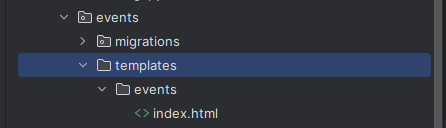 events
migrations
templates
events
<> index.html